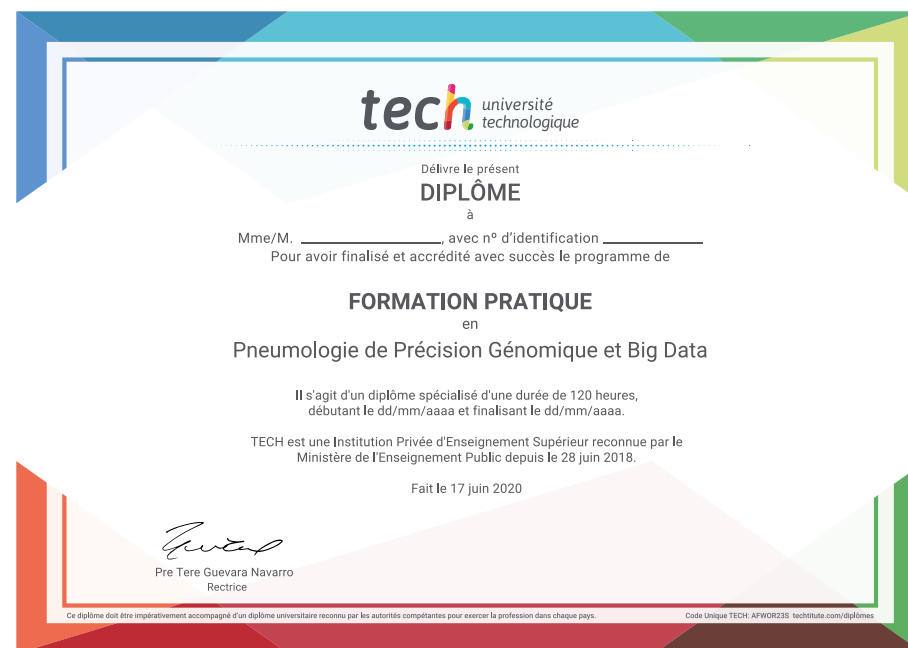 tech université
technologique
Délivre le présent
DIPLÔME
à
Mme/M. ____________________, avec nº d'identification ______________
Pour avoir finalisé et accrédité avec succès le programme de
FORMATION PRATIQUE
en
Pneumologie de Précision Génomique et Big Data
Il s'agit d'un diplôme spécialisé d'une durée de 120 heures,
débutant le dd/mm/aaaa et finalisant le dd/mm/aaaa.
TECH est une Institution Privée d'Enseignement Supérieur reconnue par le
Ministère de l'Enseignement Public depuis le 28 juin 2018.
Fait le 17 juin 2020
Pre Tere Guevara Navarro
Rectrice
Ce diplôme doit être impérativement accompagné d'un diplôme universitaire reconnu par les autorités compétantes pour exercer la profession dans chaque pays.
Code Unique TECH: AFWOR23S techtitute.com/diplômes